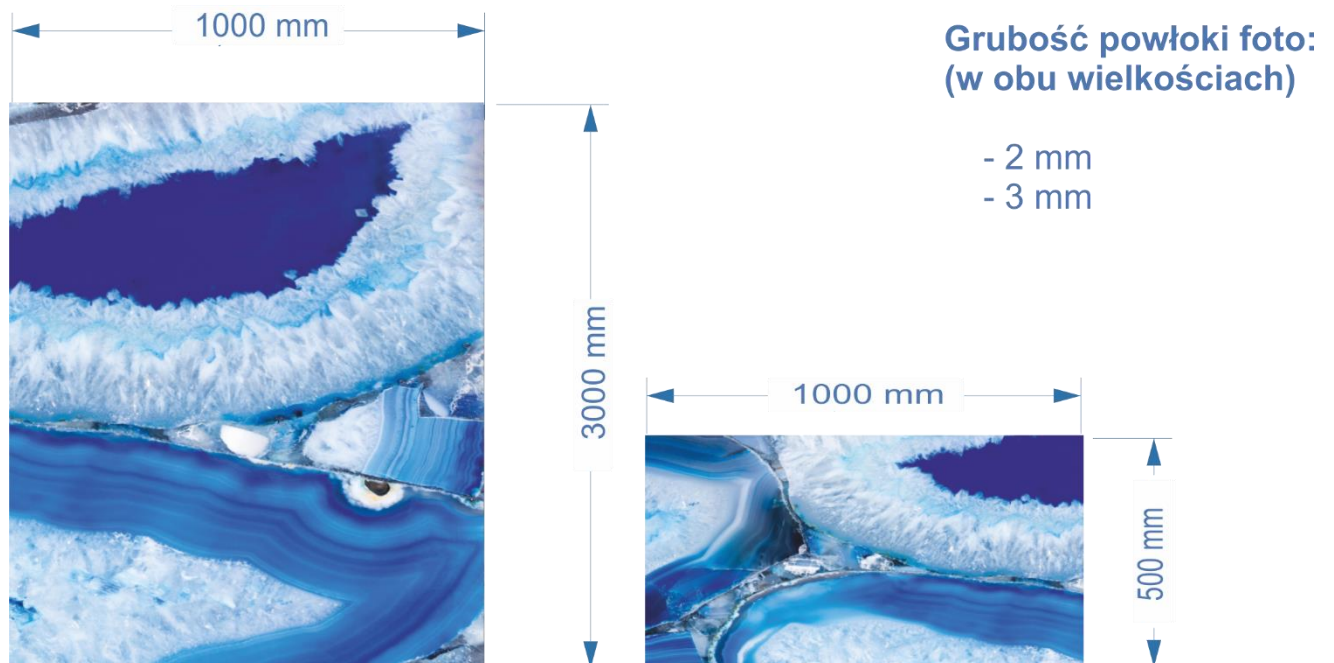 1000 mm
Grubość powłoki foto:
(w obu wielkościach)
- 2 mm
- 3 mm
3000 mm
1000 mm
500 mm